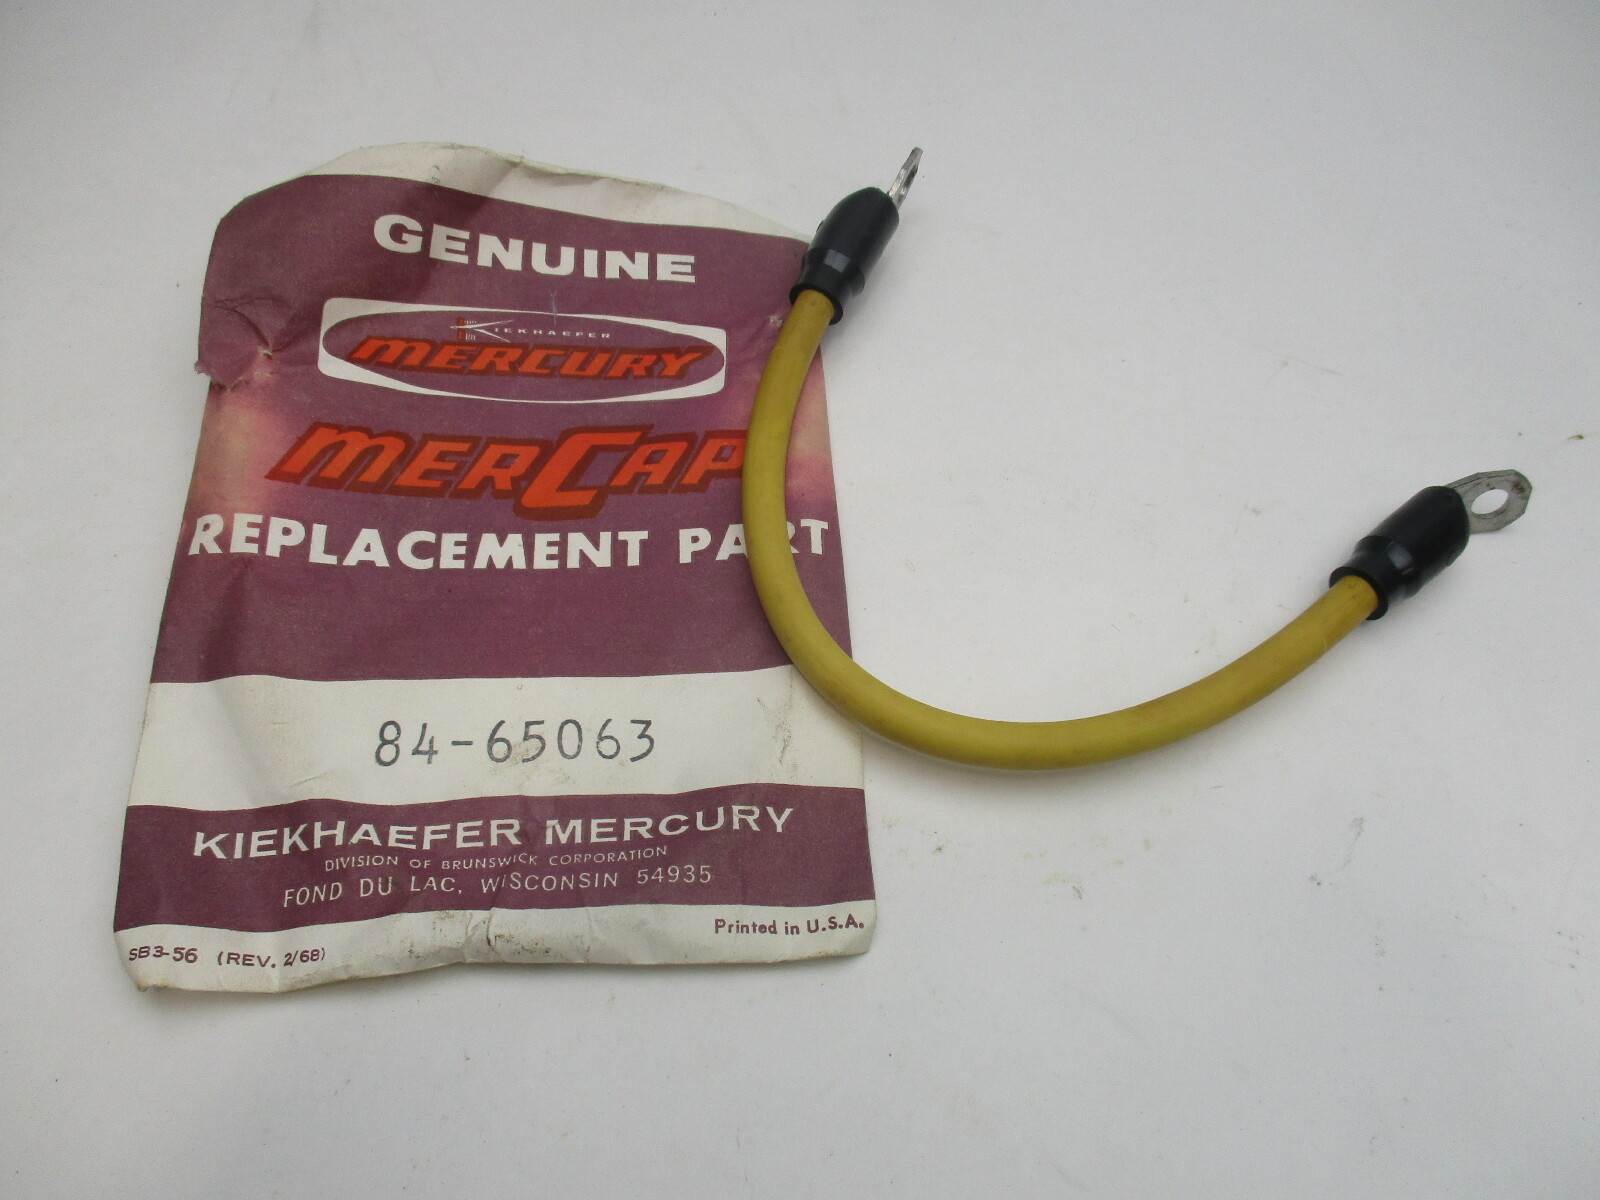 GENUINE
KIEKHAEFER
MERCURY
MERCAP
REPLACEMENT PART
84-65063
KIEKHAEFER MERCURY
DIVISION OF BRUNSWICK CORPORATION
FOND DU LAC, WISCONSIN 54935
Printed in U.S.A.
SB3-56 (REV. 2/68)